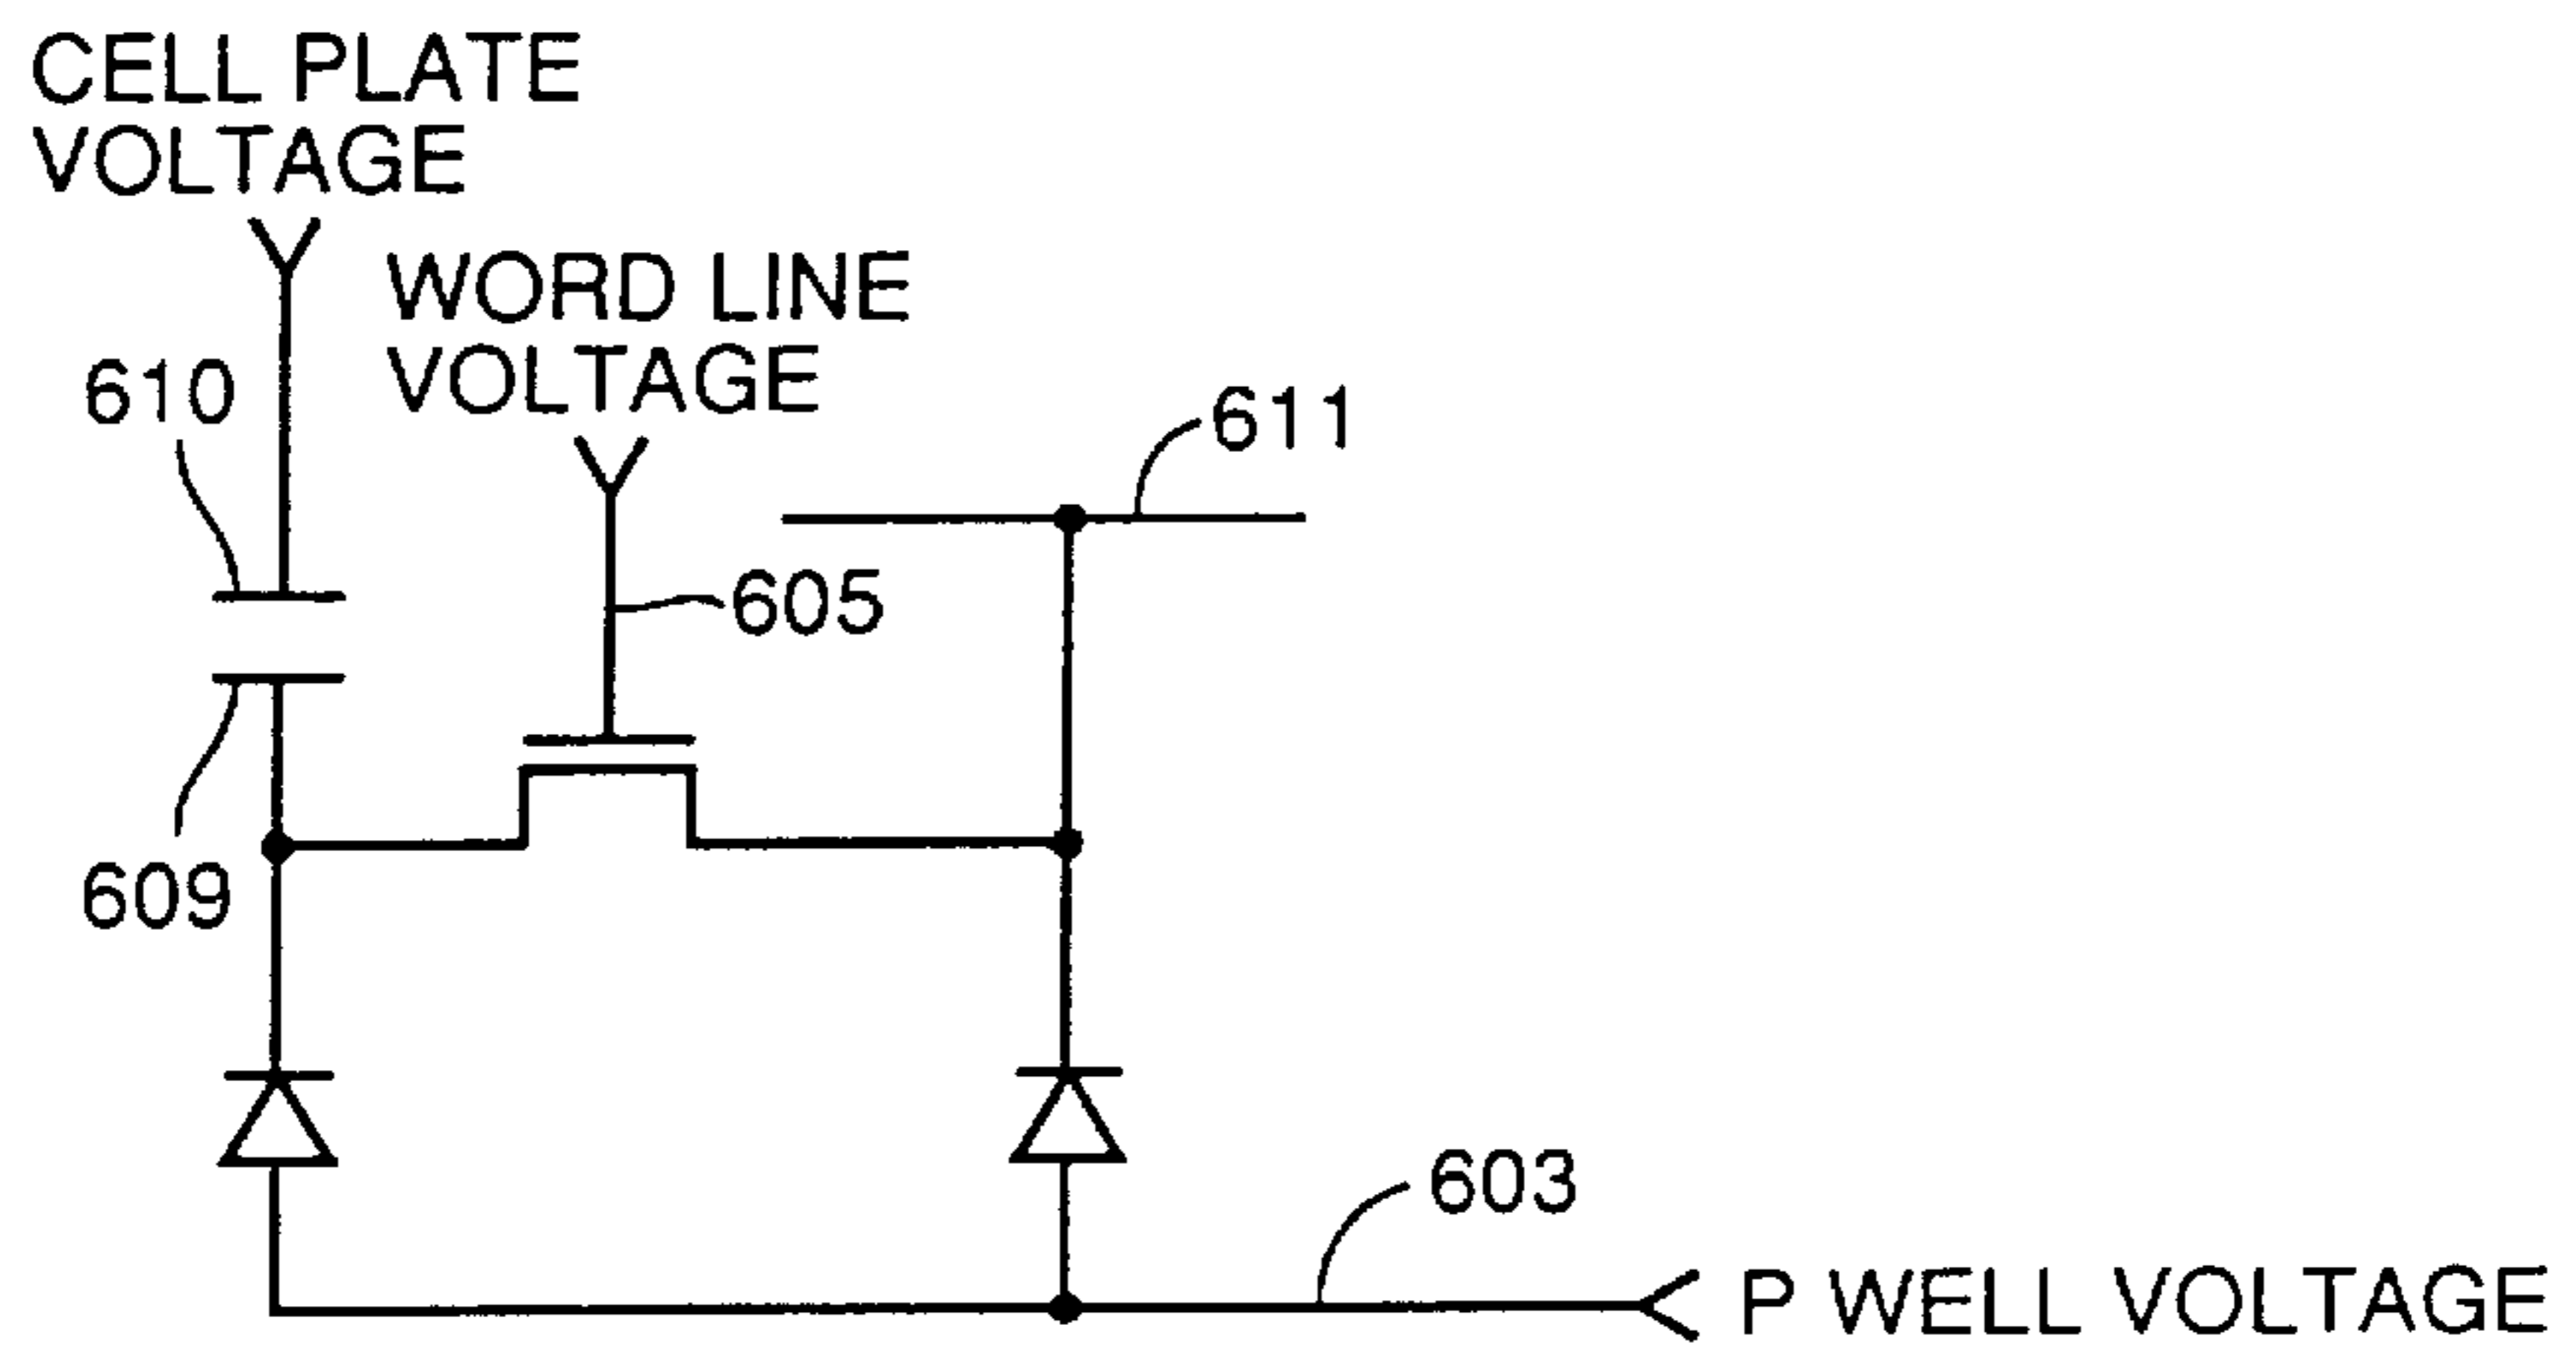 CELL PLATE
VOLTAGE
WORD LINE
VOLTAGE
610
611
605
609
603
P WELL VOLTAGE